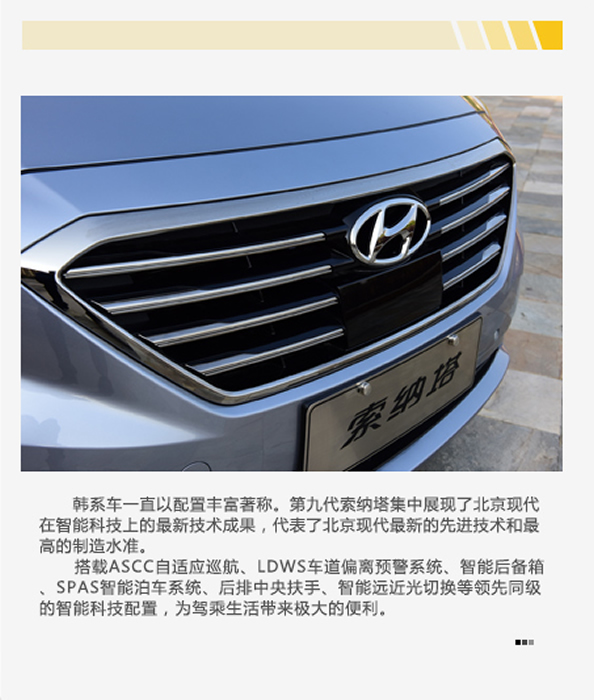 索纳塔
韩系车一直以配置丰富著称。第九代索纳塔集中展现了北京现代
在智能科技上的最新技术成果，代表了北京现代最新的先进技术和最
高的制造水准。
搭载ASCC自适应巡航、LDWS车道偏离预警系统、智能后备箱
、SPAS智能泊车系统、后排中央扶手、智能远近光切换等领先同级
的智能科技配置，为驾乘生活带来极大的便利。